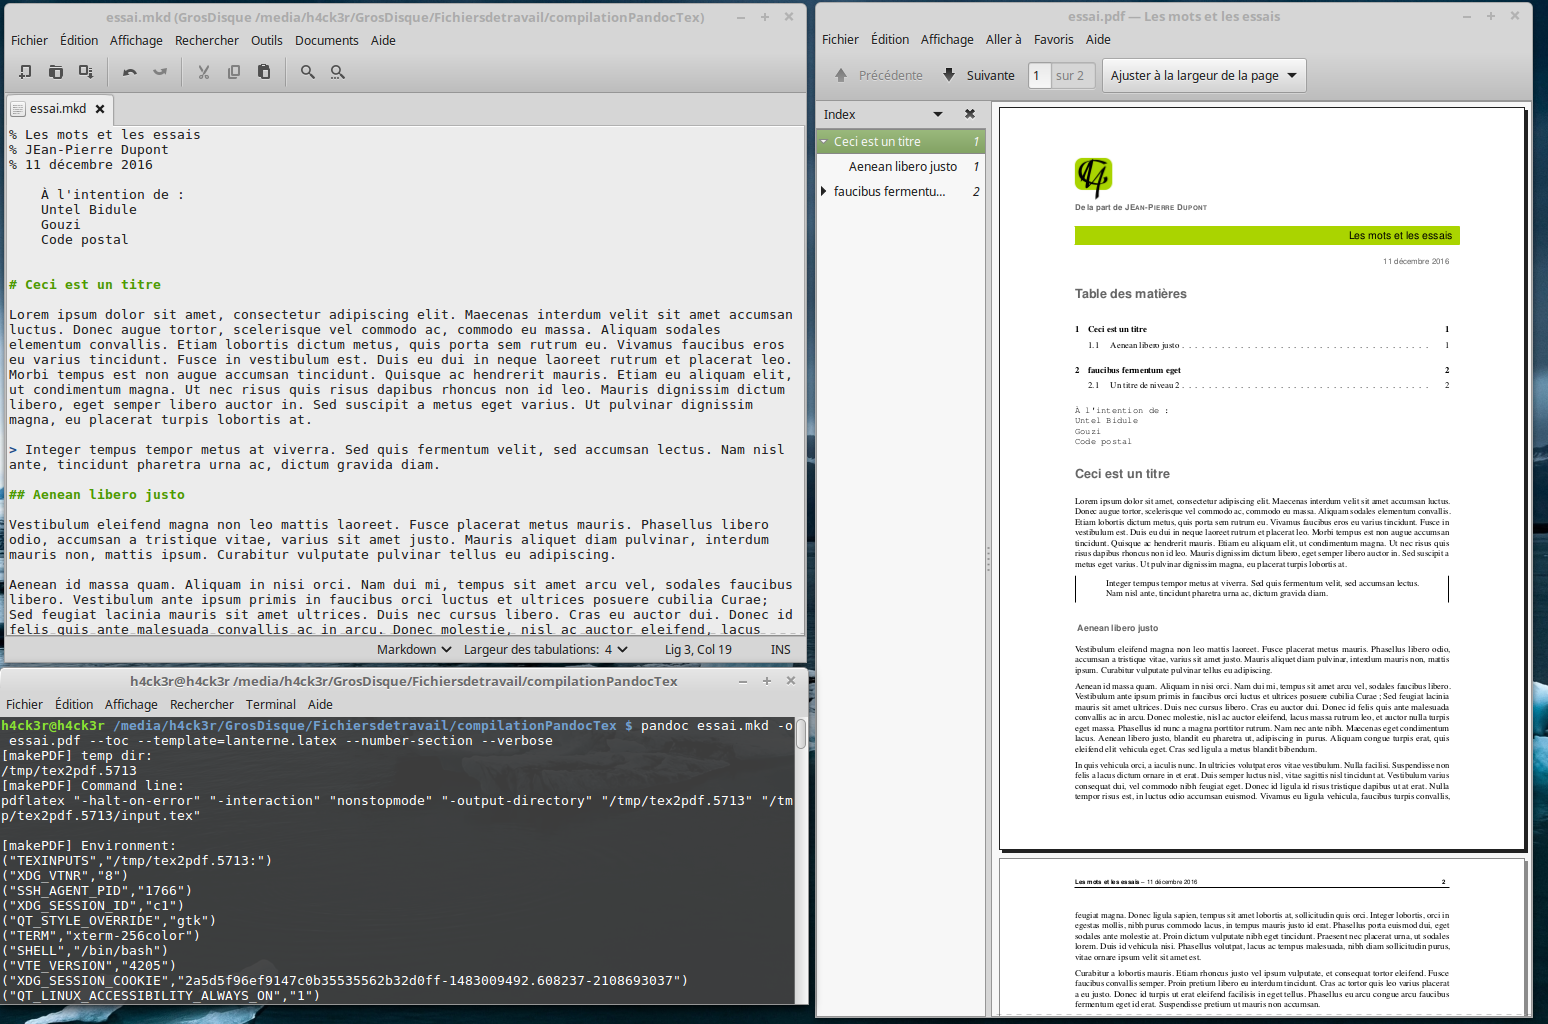 essai.mkd (GrosDisque /media/h4ck3r/GrosDisque/Fichiersdetravail/compilationPandocTex)
Fichier Édition Affichage Rechercher Outils Documents Aide
essai.mkd
% Les mots et les essais
% JEan-Pierre Dupont
% 11 décembre 2016
À l'intention de :
Untel Bidule
Gouzi
Code postal
# Ceci est un titre
Lorem ipsum dolor sit amet, consectetur adipiscing elit. Maecenas interdum velit sit amet accumsan
luctus. Donec augue tortor, scelerisque vel commodo ac, commodo eu massa. Aliquam sodales
elementum convallis. Etiam lobortis dictum metus, quis porta sem rutrum eu. Vivamus faucibus eros
eu varius tincidunt. Fusce in vestibulum est. Duis eu dui in neque laoreet rutrum et placerat leo.
Morbi tempus est non augue accumsan tincidunt. Quisque ac hendrerit mauris. Etiam eu aliquam elit,
ut condimentum magna. Ut nec risus quis risus dapibus rhoncus non id leo. Mauris dignissim dictum
libero, eget semper libero auctor in. Sed suscipit a metus eget varius. Ut pulvinar dignissim
magna, eu placerat turpis lobortis at.
> Integer tempus tempor metus at viverra. Sed quis fermentum velit, sed accumsan lectus. Nam nisl
ante, tincidunt pharetra urna ac, dictum gravida diam.
## Aenean libero justo
Vestibulum eleifend magna non leo mattis laoreet. Fusce placerat metus mauris. Phasellus libero
odio, accumsan a tristique vitae, varius sit amet justo. Mauris aliquet diam pulvinar, interdum
mauris non, mattis ipsum. Curabitur vulputate pulvinar tellus eu adipiscing.
Aenean id massa quam. Aliquam in nisi orci. Nam dui mi, tempus sit amet arcu vel, sodales faucibus
libero. Vestibulum ante ipsum primis in faucibus orci luctus et ultrices posuere cubilia Curae;
Sed feugiat lacinia mauris sit amet ultrices. Duis nec cursus libero. Cras eu auctor dui. Donec id
felis quis ante malesuada convallis ac in arcu. Donec molestie, nisl ac auctor eleifend, lacus
Markdown Largeur des tabulations: 4 Lig 3, Col 19 INS
h4ck3r@h4ck3r /media/h4ck3r/GrosDisque/Fichiersdetravail/compilationPandocTex
Fichier Édition Affichage Rechercher Terminal Aide
h4ck3r@h4ck3r /media/h4ck3r/GrosDisque/Fichiersdetravail/compilationPandocTex $ pandoc essai.mkd -o
essai.pdf --toc --template=lanterne.latex --number-section --verbose
[makePDF] temp dir:
/tmp/tex2pdf.5713
[makePDF] Command line:
pdflatex "-halt-on-error" "-interaction" "nonstopmode" "-output-directory" "/tmp/tex2pdf.5713" "/tm
p/tex2pdf.5713/input.tex"
[makePDF] Environment:
("TEXINPUTS","/tmp/tex2pdf.5713:")
("XDG_VTNR","8")
("SSH_AGENT_PID","1766")
("XDG_SESSION_ID","c1")
("QT_STYLE_OVERRIDE","gtk")
("TERM","xterm-256color")
("SHELL","/bin/bash")
("VTE_VERSION","4205")
("XDG_SESSION_COOKIE","2a5d5f96ef9147c0b35535562b32d0ff-1483009492.608237-2108693037")
("QT_LINUX_ACCESSIBILITY_ALWAYS_ON","1")
essai.pdf — Les mots et les essais
Fichier Édition Affichage Aller à Favoris Aide
Précédente Suivante 1 sur 2 Ajuster à la largeur de la page
Index
Ceci est un titre 1
Aenean libero justo 1
faucibus fermentu... 2
De la part de JEan-Pierre Dupont
Les mots et les essais
11 décembre 2016
Table des matières
1 Ceci est un titre 1
1.1 Aenean libero justo . . . . . . . . . . . . . . . . . . . . 1
2 faucibus fermentum eget 2
2.1 Un titre de niveau 2 . . . . . . . . . . . . . . . . . . . . 2
À l'intention de :
Untel Bidule
Gouzi
Code postal
Ceci est un titre
Lorem ipsum dolor sit amet, consectetur adipiscing elit. Maecenas interdum velit sit amet accumsan luctus.
Donec augue tortor, scelerisque vel commodo ac, commodo eu massa. Aliquam sodales elementum convallis.
Etiam lobortis dictum metus, quis porta sem rutrum eu. Vivamus faucibus eros eu varius tincidunt. Fusce in
vestibulum est. Duis eu dui in neque laoreet rutrum et placerat leo. Morbi tempus est non augue accumsan
tincidunt. Quisque ac hendrerit mauris. Etiam eu aliquam elit, ut condimentum magna. Ut nec risus quis
risus dapibus rhoncus non id leo. Mauris dignissim dictum libero, eget semper libero auctor in. Sed suscipit a
metus eget varius. Ut pulvinar dignissim magna, eu placerat turpis lobortis at.
Integer tempus tempor metus at viverra. Sed quis fermentum velit, sed accumsan lectus.
Nam nisl ante, tincidunt pharetra urna ac, dictum gravida diam.
Aenean libero justo
Vestibulum eleifend magna non leo mattis laoreet. Fusce placerat metus mauris. Phasellus libero odio,
accumsan a tristique vitae, varius sit amet justo. Mauris aliquet diam pulvinar, interdum mauris non, mattis
ipsum. Curabitur vulputate pulvinar tellus eu adipiscing.
Aenean id massa quam. Aliquam in nisi orci. Nam dui mi, tempus sit amet arcu vel, sodales faucibus libero.
Vestibulum ante ipsum primis in faucibus orci luctus et ultrices posuere cubilia Curae ; Sed feugiat lacinia
mauris sit amet ultrices. Duis nec cursus libero. Cras eu auctor dui. Donec id felis quis ante malesuada
convallis ac in arcu. Donec molestie, nisl ac auctor eleifend, lacus massa rutrum leo, et auctor nulla turpis
eget massa. Phasellus id nunc a magna porttitor rutrum. Nam nec ante nibh. Maecenas eget condimentum
lacus. Aenean libero justo, blandit eu pharetra ut, adipiscing in purus. Aliquam congue turpis erat, quis
eleifend elit vehicula eget. Cras sed ligula a metus blandit bibendum.
In quis vehicula orci, a iaculis nunc. In ultricies volutpat eros vitae vestibulum. Nulla facilisi. Suspendisse non
felis a lacus dictum ornare in et erat. Duis semper luctus nisl, vitae sagittis nisl tincidunt at. Vestibulum varius
consequat dui, vel commodo nibh feugiat eget. Donec id ligula id risus tristique dapibus ut at erat. Nulla
tempor risus est, in luctus odio accumsan euismod. Vivamus eu ligula vehicula, faucibus turpis convallis,
Les mots et les essais – 11 décembre 2016 2
feugiat magna. Donec ligula sapien, tempus sit amet lobortis at, sollicitudin quis orci. Integer lobortis, orci in
egestas mollis, nibh purus commodo lacus, in tempus mauris justo id erat. Phasellus porta euismod dui, eget
sodales ante molestie at. Proin dictum vulputate nibh eget tincidunt. Praesent nec placerat urna, ut sodales
lorem. Duis id vehicula nisi. Phasellus volutpat, lacus ac tempus malesuada, nibh diam sollicitudin purus,
vitae ornare ipsum velit sit amet est.
Curabitur a lobortis mauris. Etiam rhoncus justo vel ipsum vulputate, et consequat tortor eleifend. Fusce
faucibus convallis semper. Proin pretium libero eu interdum tincidunt. Cras ac tortor quis leo varius placerat
a eu justo. Donec id turpis ut erat eleifend facilisis in eget tellus. Phasellus eu arcu congue arcu faucibus
fermentum eget id erat. Suspendisse pretium ut mauris non accumsan.